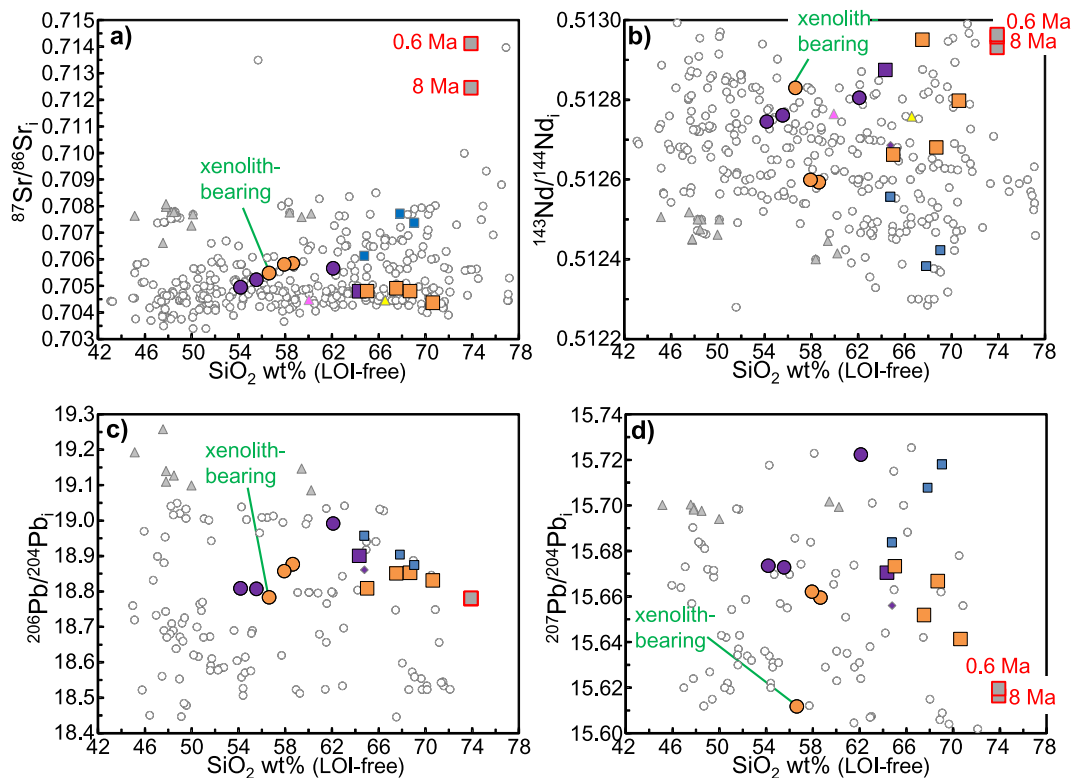 a)
0.715
0.714
0.713
0.712
0.711
0.710
0.709
0.708
0.707
0.706
0.705
0.704
0.703
⁸⁷Sr/⁸⁶Srᵢ
0.6 Ma
8 Ma
xenolith-
bearing
42 46 50 54 58 62 66 70 74 78
SiO₂ wt% (LOI-free)
b)
0.5130
0.5128
0.5126
0.5124
0.5122
¹⁴³Nd/¹⁴⁴Ndᵢ
xenolith-
bearing
0.6 Ma
8 Ma
42 46 50 54 58 62 66 70 74 78
SiO₂ wt% (LOI-free)
c)
19.3
19.2
19.1
19.0
18.9
18.8
18.7
18.6
18.5
18.4
²⁰⁶Pb/²⁰⁴Pbᵢ
xenolith-
bearing
42 46 50 54 58 62 66 70 74 78
SiO₂ wt% (LOI-free)
d)
15.74
15.72
15.70
15.68
15.66
15.64
15.62
15.60
²⁰⁷Pb/²⁰⁴Pbᵢ
xenolith-
bearing
0.6 Ma
8 Ma
42 46 50 54 58 62 66 70 74 78
SiO₂ wt% (LOI-free)